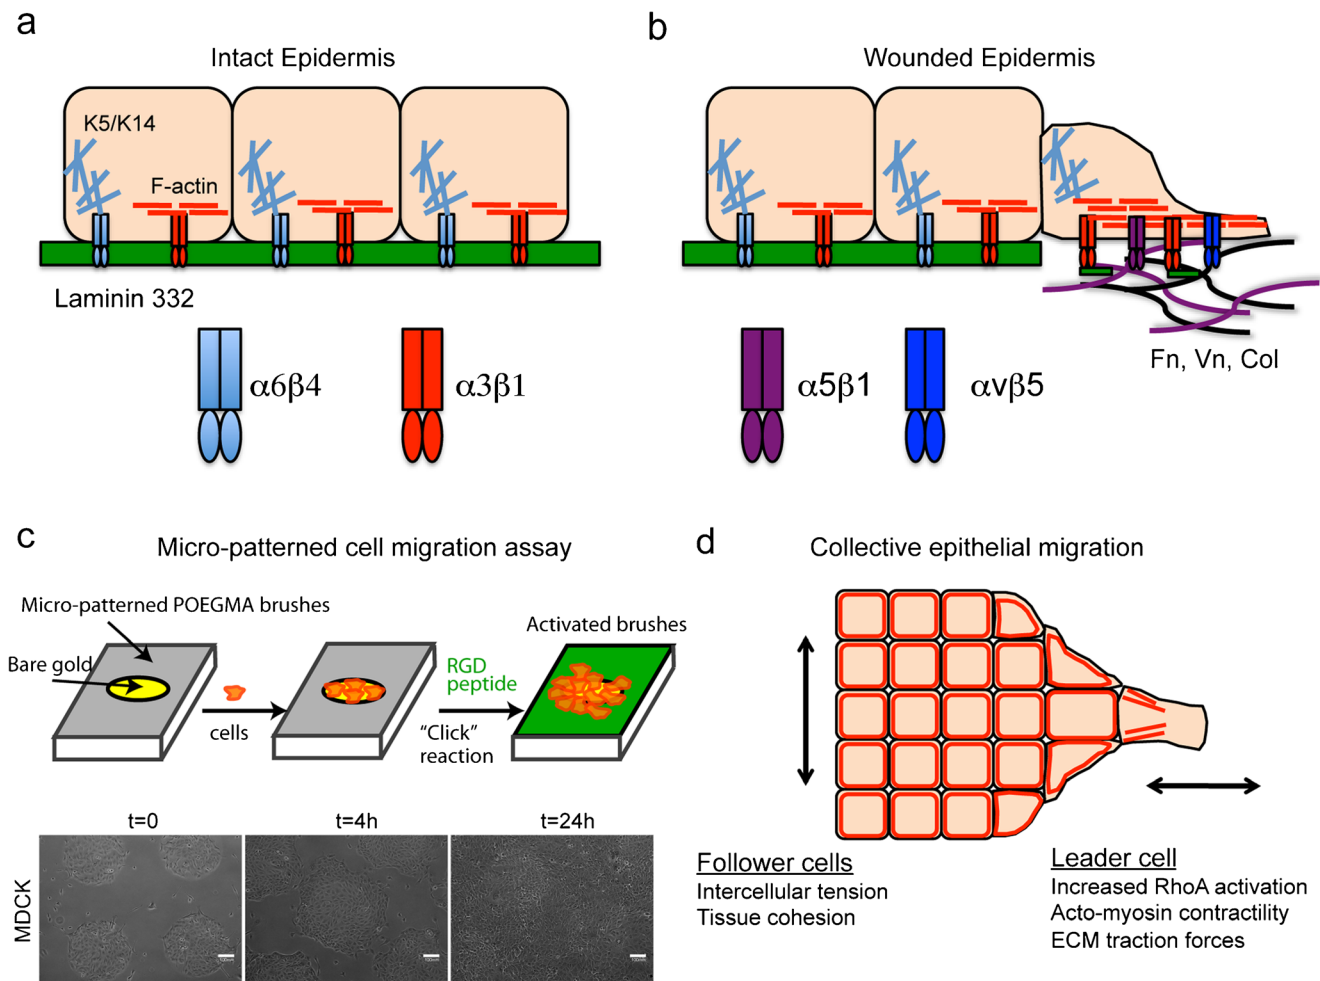 a
Intact Epidermis
K5/K14
F-actin
Laminin 332
α6β4
α3β1
b
Wounded Epidermis
Fn, Vn, Col
α5β1
αvβ5
c
Micro-patterned cell migration assay
Micro-patterned POEGMA brushes
Bare gold
cells
RGD
peptide
"Click"
reaction
Activated brushes
t=0
t=4h
t=24h
MDCK
100um
100um
100um
d
Collective epithelial migration
Follower cells
Intercellular tension
Tissue cohesion
Leader cell
Increased RhoA activation
Acto-myosin contractility
ECM traction forces